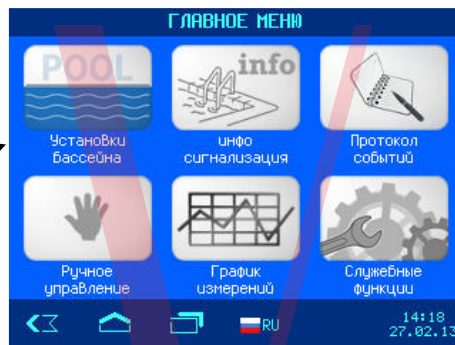 ГЛАВНОЕ МЕНЮ
POOL
info
Установки
бассейна
инфо
сигнализация
Протокол
событий
Ручное
управление
График
измерений
Служебные
функции
RU
14:18
27.02.13